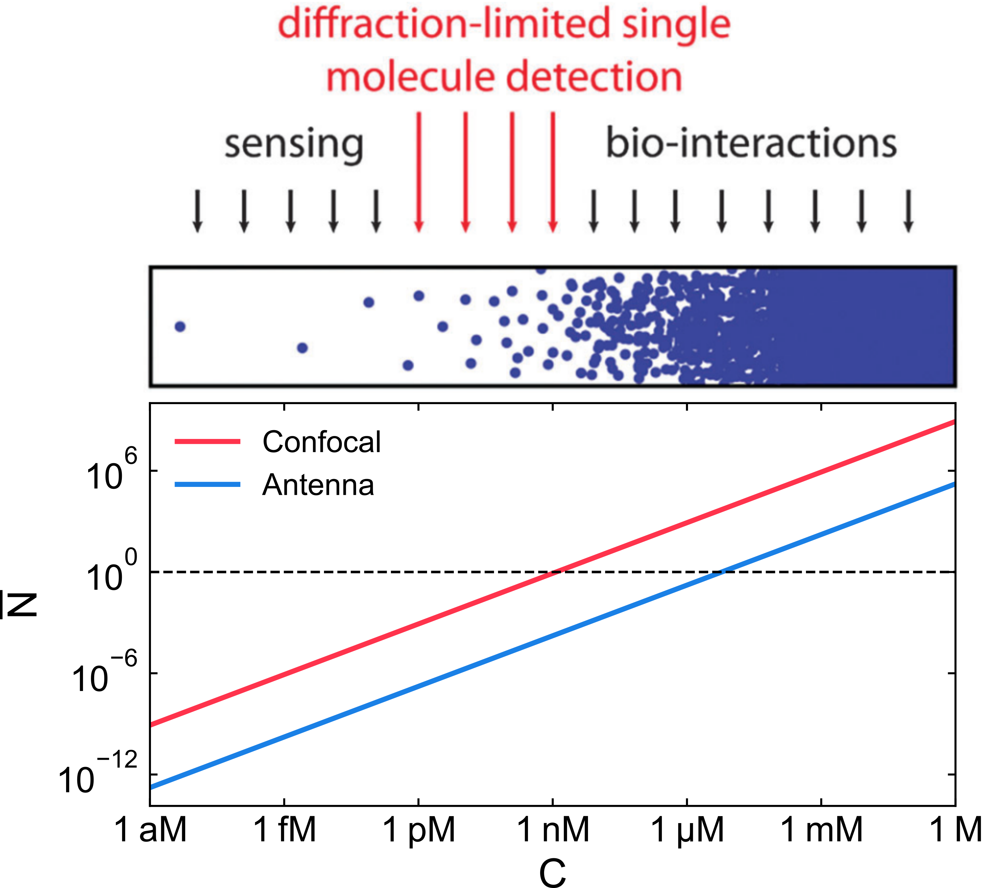 diffraction-limited single
molecule detection
sensing
bio-interactions
Confocal
Antenna
10^6
10^0
10^−6
10^−12
N̅
1 aM 1 fM 1 pM 1 nM 1 µM 1 mM 1 M
C